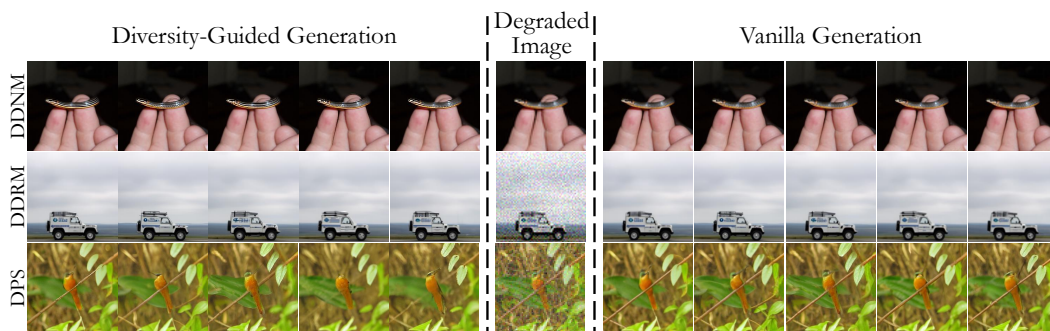 Diversity-Guided Generation
Degraded
Image
Vanilla Generation
DDNM
DDRM
DPS